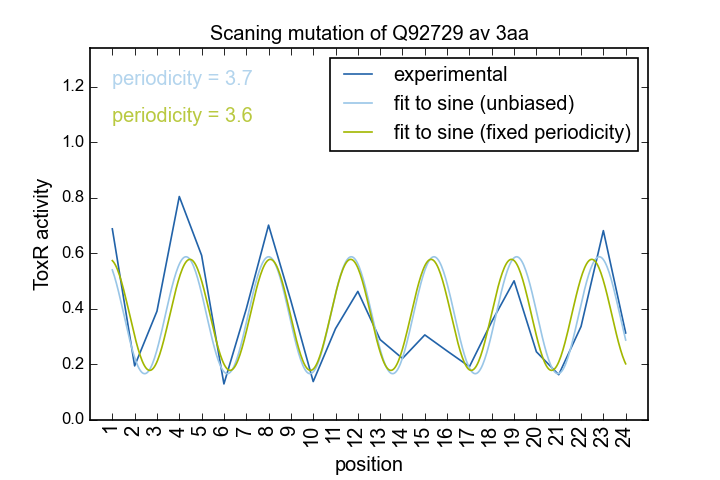 Scaning mutation of Q92729 av 3aa
periodicity = 3.7
periodicity = 3.6
experimental
fit to sine (unbiased)
fit to sine (fixed periodicity)
ToxR activity
1.2
1.0
0.8
0.6
0.4
0.2
0.0
1 2 3 4 5 6 7 8 9 10 11 12 13 14 15 16 17 18 19 20 21 22 23 24
position